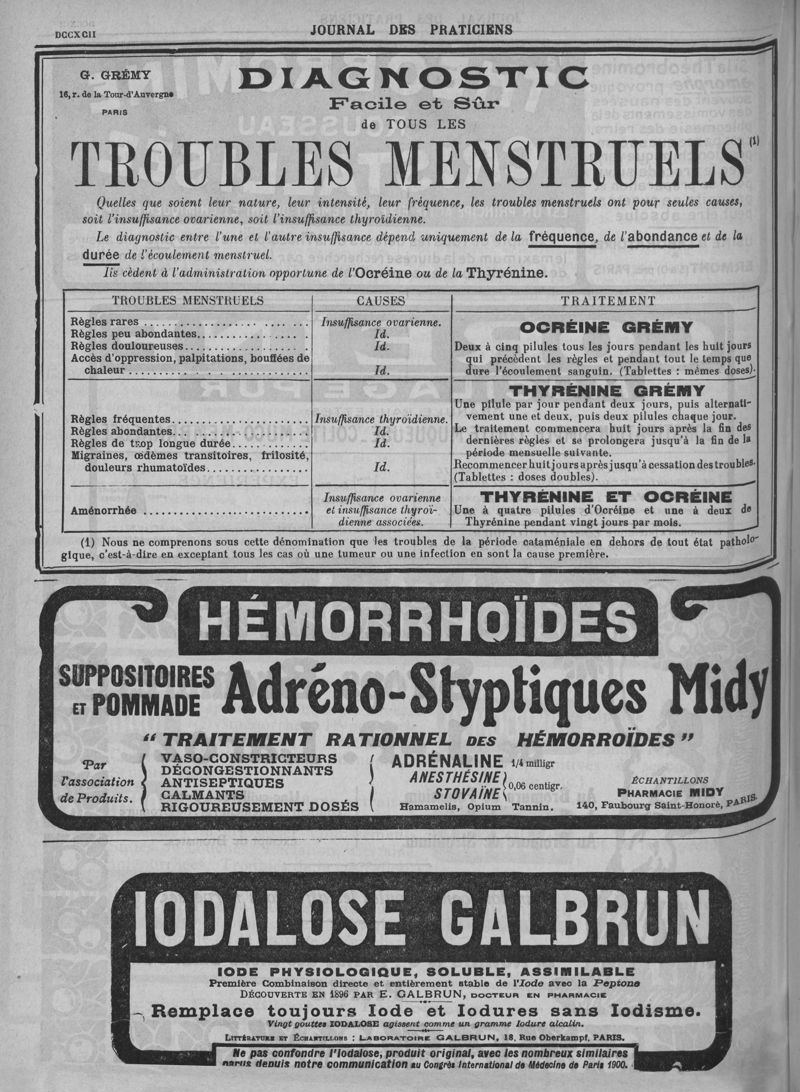 DCCXCII
JOURNAL DES PRATICIENS
G. GRÉMY
16, r. de la Tour-d'Auvergne
PARIS
DIAGNOSTIC
Facile et Sûr
de TOUS LES
TROUBLES MENSTRUELS (1)
Quelles que soient leur nature, leur intensité, leur fréquence, les troubles menstruels ont pour seules causes,
soit l'insuffisance ovarienne, soit l'insuffisance thyroïdienne.
Le diagnostic entre l'une et l'autre insuffisance dépend uniquement de la fréquence, de l'abondance et de la
durée de l'écoulement menstruel.
Ils cèdent à l'administration opportune de l'Ocréine ou de la Thyrénine.
TROUBLES MENSTRUELS CAUSES TRAITEMENT
Règles rares Insuffisance ovarienne.
Règles peu abondantes Id.
Règles douloureuses Id.
Accès d'oppression, palpitations, bouffées de
chaleur Id.
OCRÉINE GRÉMY
Deux à cinq pilules tous les jours pendant les huit jours
qui précèdent les règles et pendant tout le temps que
dure l'écoulement sanguin. (Tablettes : mêmes doses).
Règles fréquentes Insuffisance thyroïdienne.
Règles abondantes Id.
Règles de trop longue durée Id.
Migraines, œdèmes transitoires, frilosité,
douleurs rhumatoïdes Id.
THYRÉNINE GRÉMY
Une pilule par jour pendant deux jours, puis alternati-
vement une et deux, puis deux pilules chaque jour.
Le traitement commencera huit jours après la fin des
dernières règles et se prolongera jusqu'à la fin de la
période mensuelle suivante.
Recommencer huit jours après jusqu'à cessation des troubles.
(Tablettes : doses doubles).
Aménorrhée
Insuffisance ovarienne
et insuffisance thyroï-
dienne associées.
THYRÉNINE ET OCRÉINE
Une à quatre pilules d'Ocréine et une à deux de
Thyrénine pendant vingt jours par mois.
(1) Nous ne comprenons sous cette dénomination que les troubles de la période cataméniale en dehors de tout état patholo-
gique, c'est-à-dire en exceptant tous les cas où une tumeur ou une infection en sont la cause première.
HÉMORRHOÏDES
SUPPOSITOIRES
ET POMMADE
Adréno-Styptiques Midy
“ TRAITEMENT RATIONNEL DES HÉMORROÏDES ”
Par
l'association
de Produits.
VASO-CONSTRICTEURS
DÉCONGESTIONNANTS
ANTISEPTIQUES
CALMANTS
RIGOUREUSEMENT DOSÉS
ADRÉNALINE 1/4 milligr
ANESTHÉSINE
STOVAÏNE
0,06 centigr.
Hamamelis, Opium Tannin.
ÉCHANTILLONS
PHARMACIE MIDY
140, Faubourg Saint-Honoré, PARIS.
IODALOSE GALBRUN
IODE PHYSIOLOGIQUE, SOLUBLE, ASSIMILABLE
Première Combinaison directe et entièrement stable de l'Iode avec la Peptone
DÉCOUVERTE EN 1896 PAR E. GALBRUN, DOCTEUR EN PHARMACIE
Remplace toujours Iode et Iodures sans Iodisme.
Vingt gouttes IODALOSE agissent comme un gramme Iodure alcalin.
LITTÉRATURE ET ÉCHANTILLONS : LABORATOIRE GALBRUN, 18, Rue Oberkampf, PARIS.
Ne pas confondre l'Iodalose, produit original, avec les nombreux similaires
parus depuis notre communication au Congrès International de Médecine de Paris 1900.